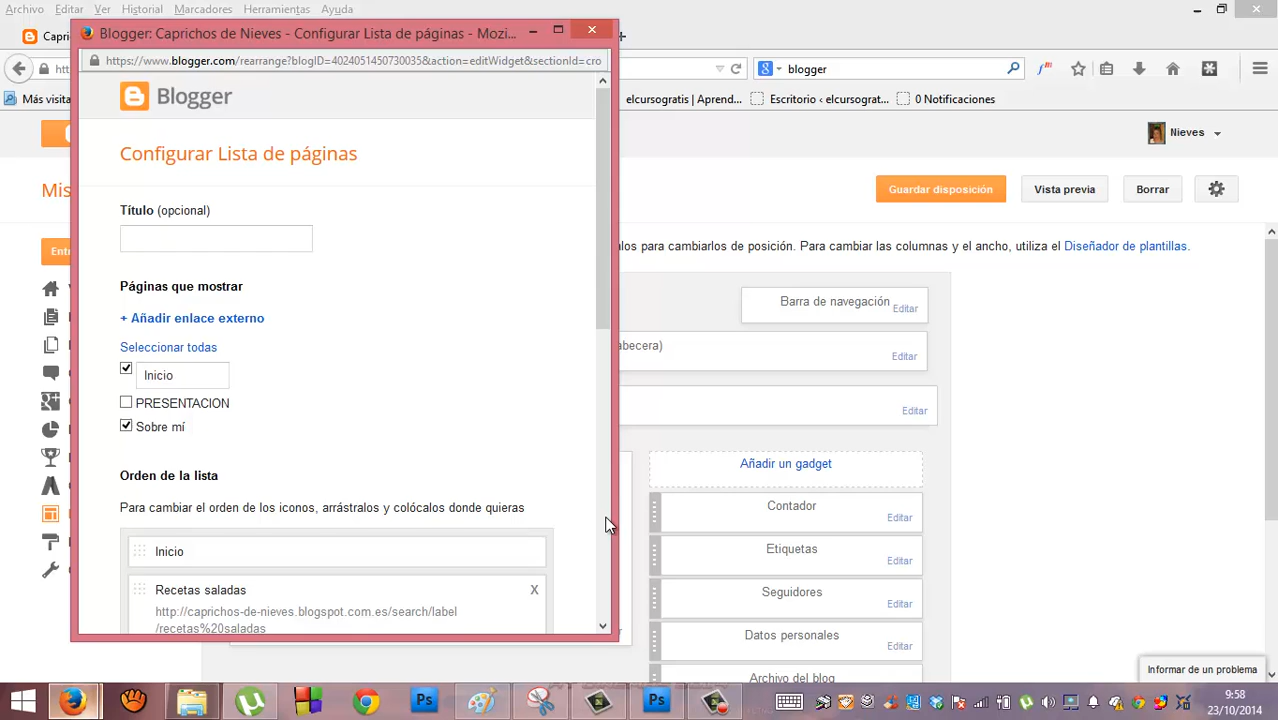 Archivo Editar Ver Historial Marcadores Herramientas Ayuda
Blogger: Caprichos de Nieves - Configurar Lista de páginas - Mozi...
https://www.blogger.com/rearrange?blogID=4024051450730035&action=editWidget&sectionId=cro
blogger
Más visita
elcursogratis | Aprend...
Escritorio ‹ elcursograt...
0 Notificaciones
Blogger
Nieves
Configurar Lista de páginas
Mis
Guardar disposición
Vista previa
Borrar
Título (opcional)
los para cambiarlos de posición. Para cambiar las columnas y el ancho, utiliza el Diseñador de plantillas.
Páginas que mostrar
Barra de navegación
Editar
+ Añadir enlace externo
Seleccionar todas
abecera)
Editar
Inicio
PRESENTACION
Editar
Sobre mí
Orden de la lista
Añadir un gadget
Para cambiar el orden de los iconos, arrástralos y colócalos donde quieras
Contador
Editar
Inicio
Etiquetas
Editar
Recetas saladas
X
http://caprichos-de-nieves.blogspot.com.es/search/label
/recetas%20saladas
Seguidores
Editar
Datos personales
Editar
Archivo del blog
Informar de un problema
9:58
23/10/2014